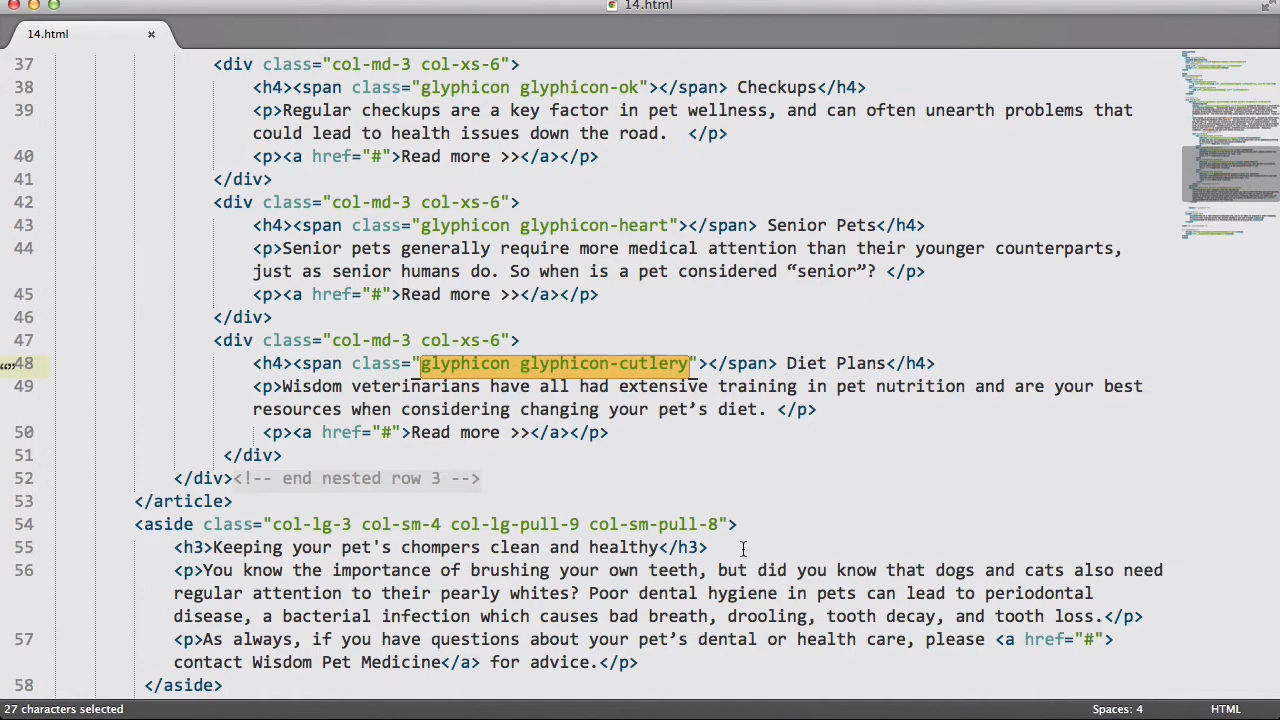 14.html
14.html ×
37 <div class="col-md-3 col-xs-6">
38 <h4><span class="glyphicon glyphicon-ok"></span> Checkups</h4>
39 <p>Regular checkups are a key factor in pet wellness, and can often unearth problems that
could lead to health issues down the road.  </p>
40 <p><a href="#">Read more >></a></p>
41 </div>
42 <div class="col-md-3 col-xs-6">
43 <h4><span class="glyphicon glyphicon-heart"></span> Senior Pets</h4>
44 <p>Senior pets generally require more medical attention than their younger counterparts,
just as senior humans do. So when is a pet considered “senior”? </p>
45 <p><a href="#">Read more >></a></p>
46 </div>
47 <div class="col-md-3 col-xs-6">
48 <h4><span class="glyphicon glyphicon-cutlery"></span> Diet Plans</h4>
49 <p>Wisdom veterinarians have all had extensive training in pet nutrition and are your best
resources when considering changing your pet’s diet. </p>
50 <p><a href="#">Read more >></a></p>
51 </div>
52 </div><!-- end nested row 3 -->
53 </article>
54 <aside class="col-lg-3 col-sm-4 col-lg-pull-9 col-sm-pull-8">
55 <h3>Keeping your pet's chompers clean and healthy</h3>
56 <p>You know the importance of brushing your own teeth, but did you know that dogs and cats also need
regular attention to their pearly whites? Poor dental hygiene in pets can lead to periodontal
disease, a bacterial infection which causes bad breath, drooling, tooth decay, and tooth loss.</p>
57 <p>As always, if you have questions about your pet’s dental or health care, please <a href="#">
contact Wisdom Pet Medicine</a> for advice.</p>
58 </aside>
27 characters selected
Spaces: 4
HTML